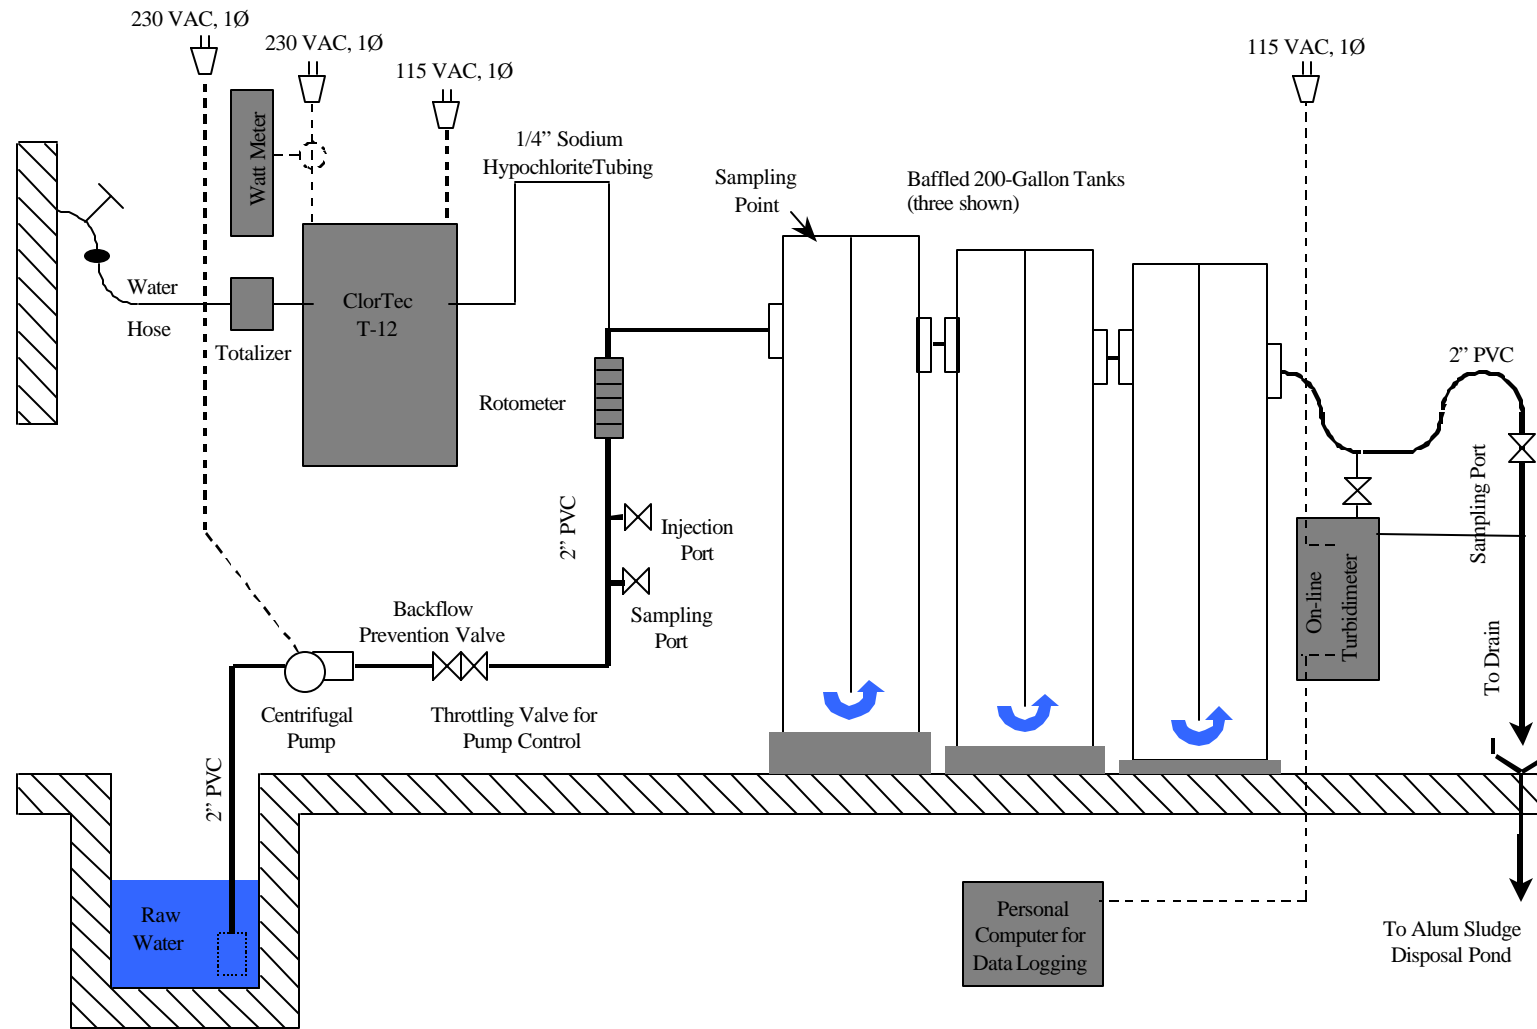 230 VAC, 1Ø
230 VAC, 1Ø
115 VAC, 1Ø
115 VAC, 1Ø
Watt Meter
1/4” Sodium
HypochloriteTubing
Sampling
Point
Baffled 200-Gallon Tanks
(three shown)
Water
Hose
Totalizer
ClorTec
T-12
Rotometer
2” PVC
2” PVC
Injection
Port
Sampling
Port
Sampling Port
On-line
Turbidimeter
Backflow
Prevention Valve
To Drain
Centrifugal
Pump
Throttling Valve for
Pump Control
2” PVC
Raw
Water
Personal
Computer for
Data Logging
To Alum Sludge
Disposal Pond